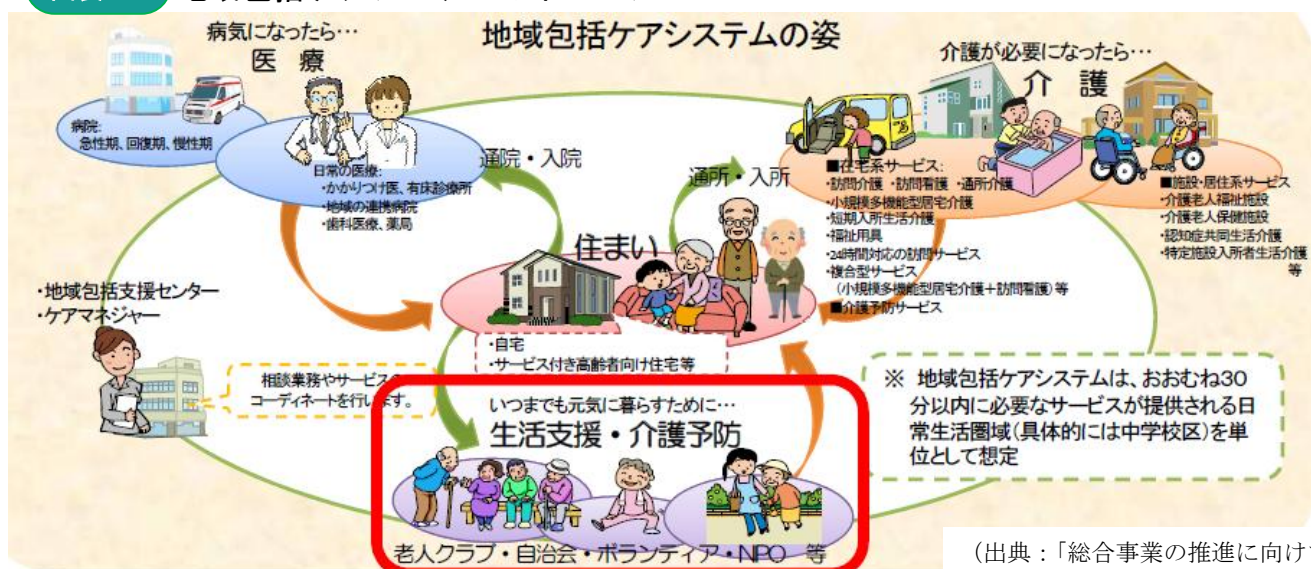 地域包括ケアシステムの姿
病気になったら…
医 療
病院:
急性期、回復期、慢性期
日常の医療:
・かかりつけ医、有床診療所
・地域の連携病院
・歯科医療、薬局
通院・入院
通所・入所
介護が必要になったら…
介 護
■在宅系サービス:
・訪問介護 ・訪問看護 ・通所介護
・小規模多機能型居宅介護
・短期入所生活介護
・福祉用具
・24時間対応の訪問サービス
・複合型サービス
(小規模多機能型居宅介護+訪問看護)等
■介護予防サービス
■施設・居住系サービス
・介護老人福祉施設
・介護老人保健施設
・認知症共同生活介護
・特定施設入所者生活介護
等
住まい
・自宅
・サービス付き高齢者向け住宅等
・地域包括支援センター
・ケアマネジャー
相談業務やサービスの
コーディネートを行います。
いつまでも元気に暮らすために…
生活支援・介護予防
老人クラブ・自治会・ボランティア・NPO 等
※ 地域包括ケアシステムは、おおむね30
分以内に必要なサービスが提供される日
常生活圏域(具体的には中学校区)を単
位として想定
(出典:「総合事業の推進に向け